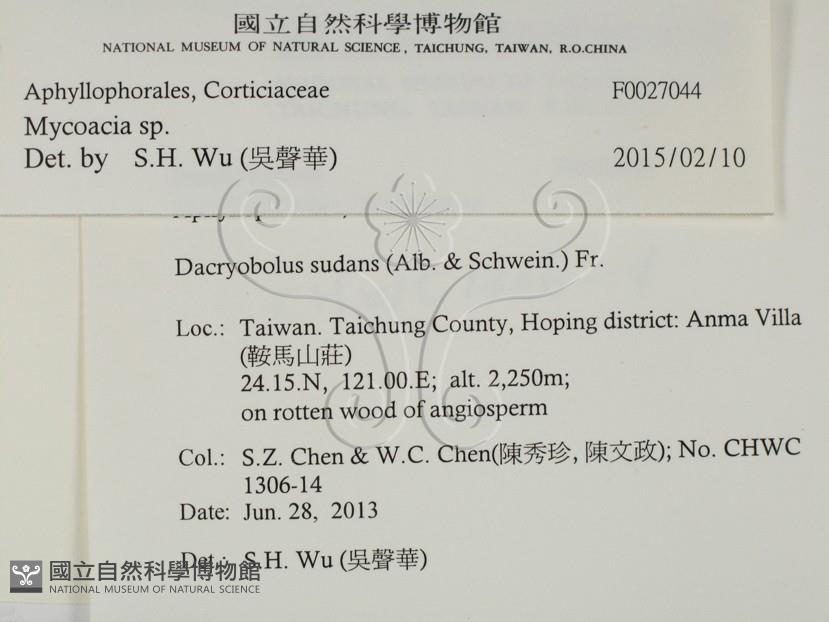 國立自然科學博物館
NATIONAL MUSEUM OF NATURAL SCIENCE, TAICHUNG, TAIWAN, R.O.CHINA
Aphyllophorales, Corticiaceae F0027044
Mycoacia sp.
Det. by S.H. Wu (吳聲華) 2015/02/10
Dacryobolus sudans (Alb. & Schwein.) Fr.
Loc.: Taiwan. Taichung County, Hoping district: Anma Villa
(鞍馬山莊)
24.15.N, 121.00.E; alt. 2,250m;
on rotten wood of angiosperm
Col.: S.Z. Chen & W.C. Chen(陳秀珍, 陳文政); No. CHWC
1306-14
Date: Jun. 28, 2013
Det.: S.H. Wu (吳聲華)
國立自然科學博物館
NATIONAL MUSEUM OF NATURAL SCIENCE